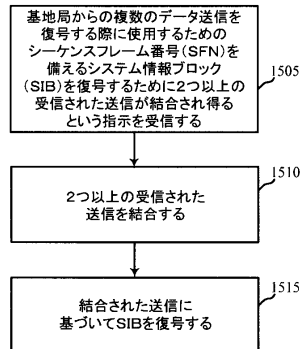 基地局からの複数のデータ送信を
復号する際に使用するための
シーケンスフレーム番号(SFN)を
備えるシステム情報ブロック
(SIB)を復号するために2つ以上の
受信された送信が結合され得る
という指示を受信する
1505
2つ以上の受信された
送信を結合する
1510
結合された送信に
基づいてSIBを復号する
1515